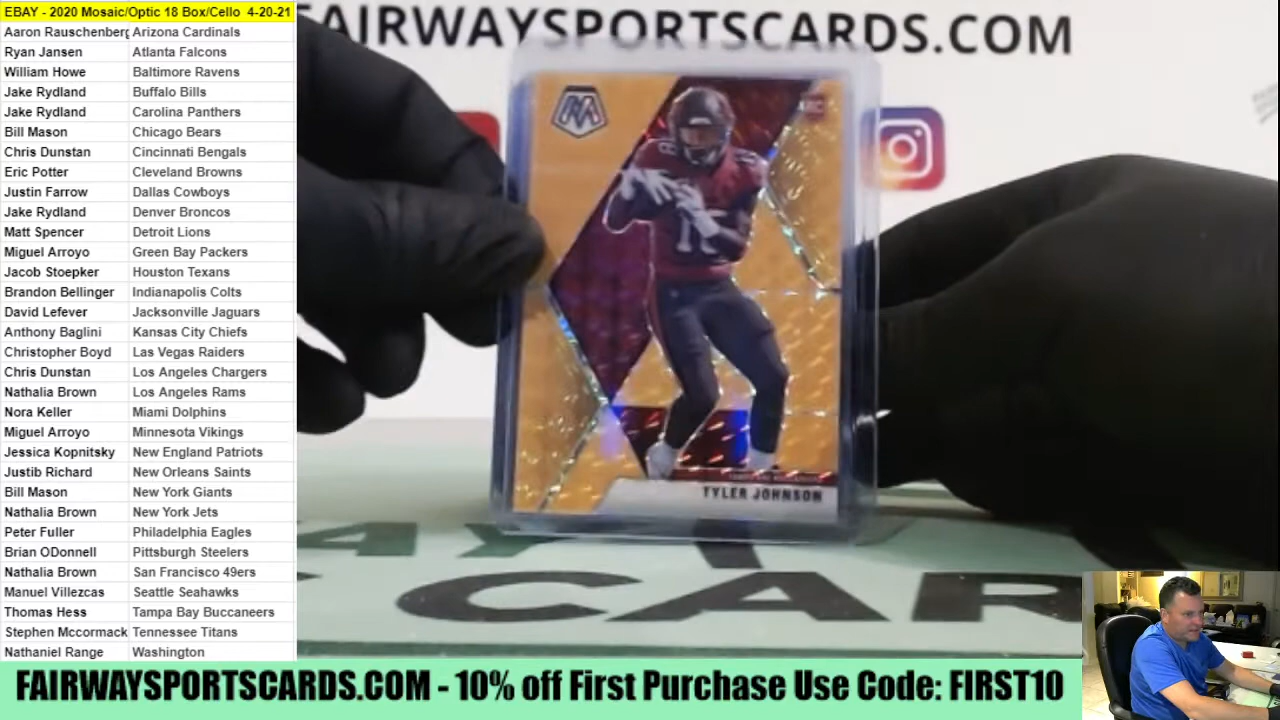 EBAY - 2020 Mosaic/Optic 18 Box/Cello 4-20-21
Aaron Rauschenberg Arizona Cardinals
Ryan Jansen Atlanta Falcons
William Howe Baltimore Ravens
Jake Rydland Buffalo Bills
Jake Rydland Carolina Panthers
Bill Mason Chicago Bears
Chris Dunstan Cincinnati Bengals
Eric Potter Cleveland Browns
Justin Farrow Dallas Cowboys
Jake Rydland Denver Broncos
Matt Spencer Detroit Lions
Miguel Arroyo Green Bay Packers
Jacob Stoepker Houston Texans
Brandon Bellinger Indianapolis Colts
David Lefever Jacksonville Jaguars
Anthony Baglini Kansas City Chiefs
Christopher Boyd Las Vegas Raiders
Chris Dunstan Los Angeles Chargers
Nathalia Brown Los Angeles Rams
Nora Keller Miami Dolphins
Miguel Arroyo Minnesota Vikings
Jessica Kopnitsky New England Patriots
Justib Richard New Orleans Saints
Bill Mason New York Giants
Nathalia Brown New York Jets
Peter Fuller Philadelphia Eagles
Brian ODonnell Pittsburgh Steelers
Nathalia Brown San Francisco 49ers
Manuel Villezcas Seattle Seahawks
Thomas Hess Tampa Bay Buccaneers
Stephen Mccormack Tennessee Titans
Nathaniel Range Washington
FAIRWAYSPORTSCARDS.COM
TYLER JOHNSON
AY
CAR
FAIRWAYSPORTSCARDS.COM - 10% off First Purchase Use Code: FIRST10